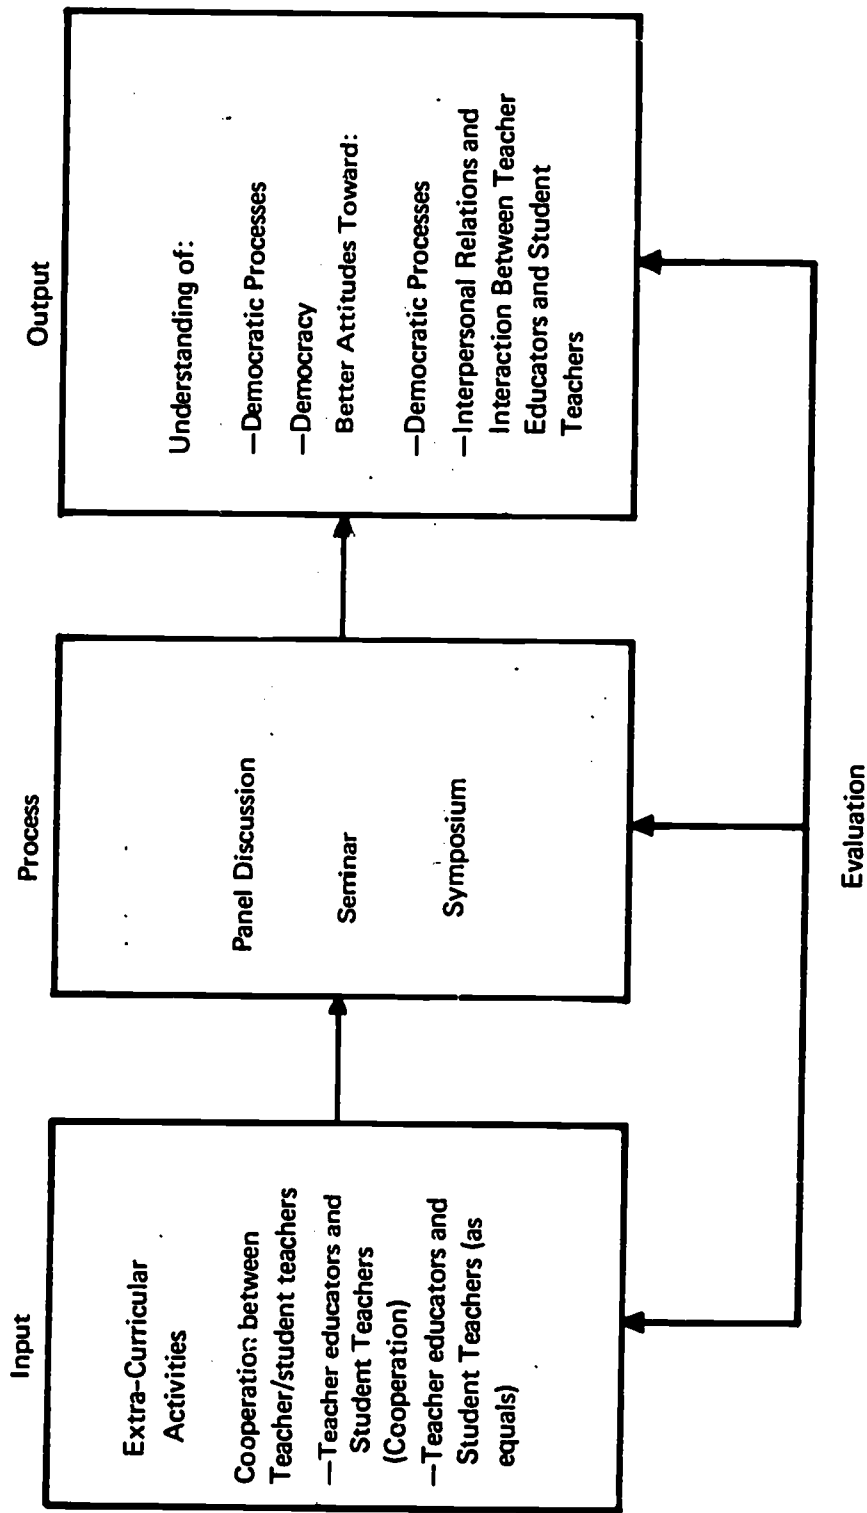 Input
Extra-Curricular
Activities
Cooperation between
Teacher/student teachers
—Teacher educators and
Student Teachers
(Cooperation)
—Teacher educators and
Student Teachers (as
equals)
Process
Panel Discussion
Seminar
Symposium
Output
Understanding of:
—Democratic Processes
—Democracy
Better Attitudes Toward:
—Democratic Processes
—Interpersonal Relations and
Interaction Between Teacher
Educators and Student
Teachers
Evaluation